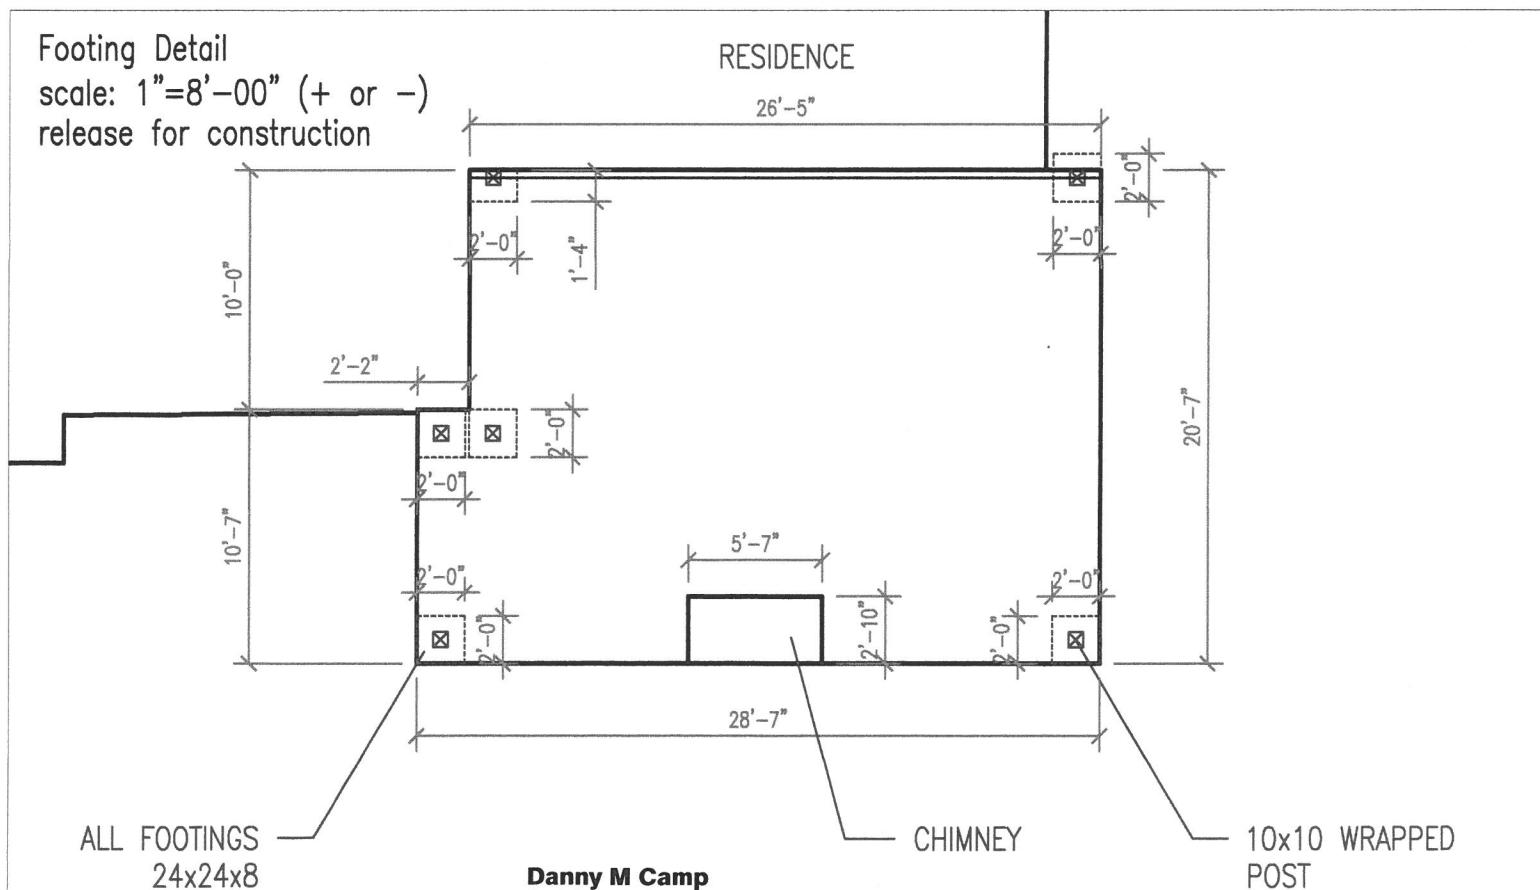 Footing Detail
scale: 1"=8'-00" (+ or -)
release for construction
RESIDENCE
26'-5"
2'-0"
2'-0"
1'-4"
2'-0"
10'-0"
2'-2"
2'-0"
20'-7"
2'-0"
10'-7"
5'-7"
2'-0"
2'-0"
2'-10"
2'-0"
2'-0"
28'-7"
ALL FOOTINGS
24x24x8
CHIMNEY
10x10 WRAPPED
POST
Danny M Camp